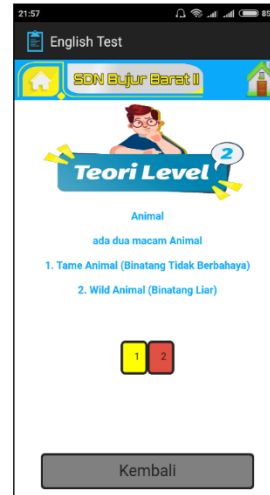 21:57
85
English Test
SDN Bujur Barat II
Teori Level 2
Animal
ada dua macam Animal
1. Tame Animal (Binatang Tidak Berbahaya)
2. Wild Animal (Binatang Liar)
1 2
Kembali